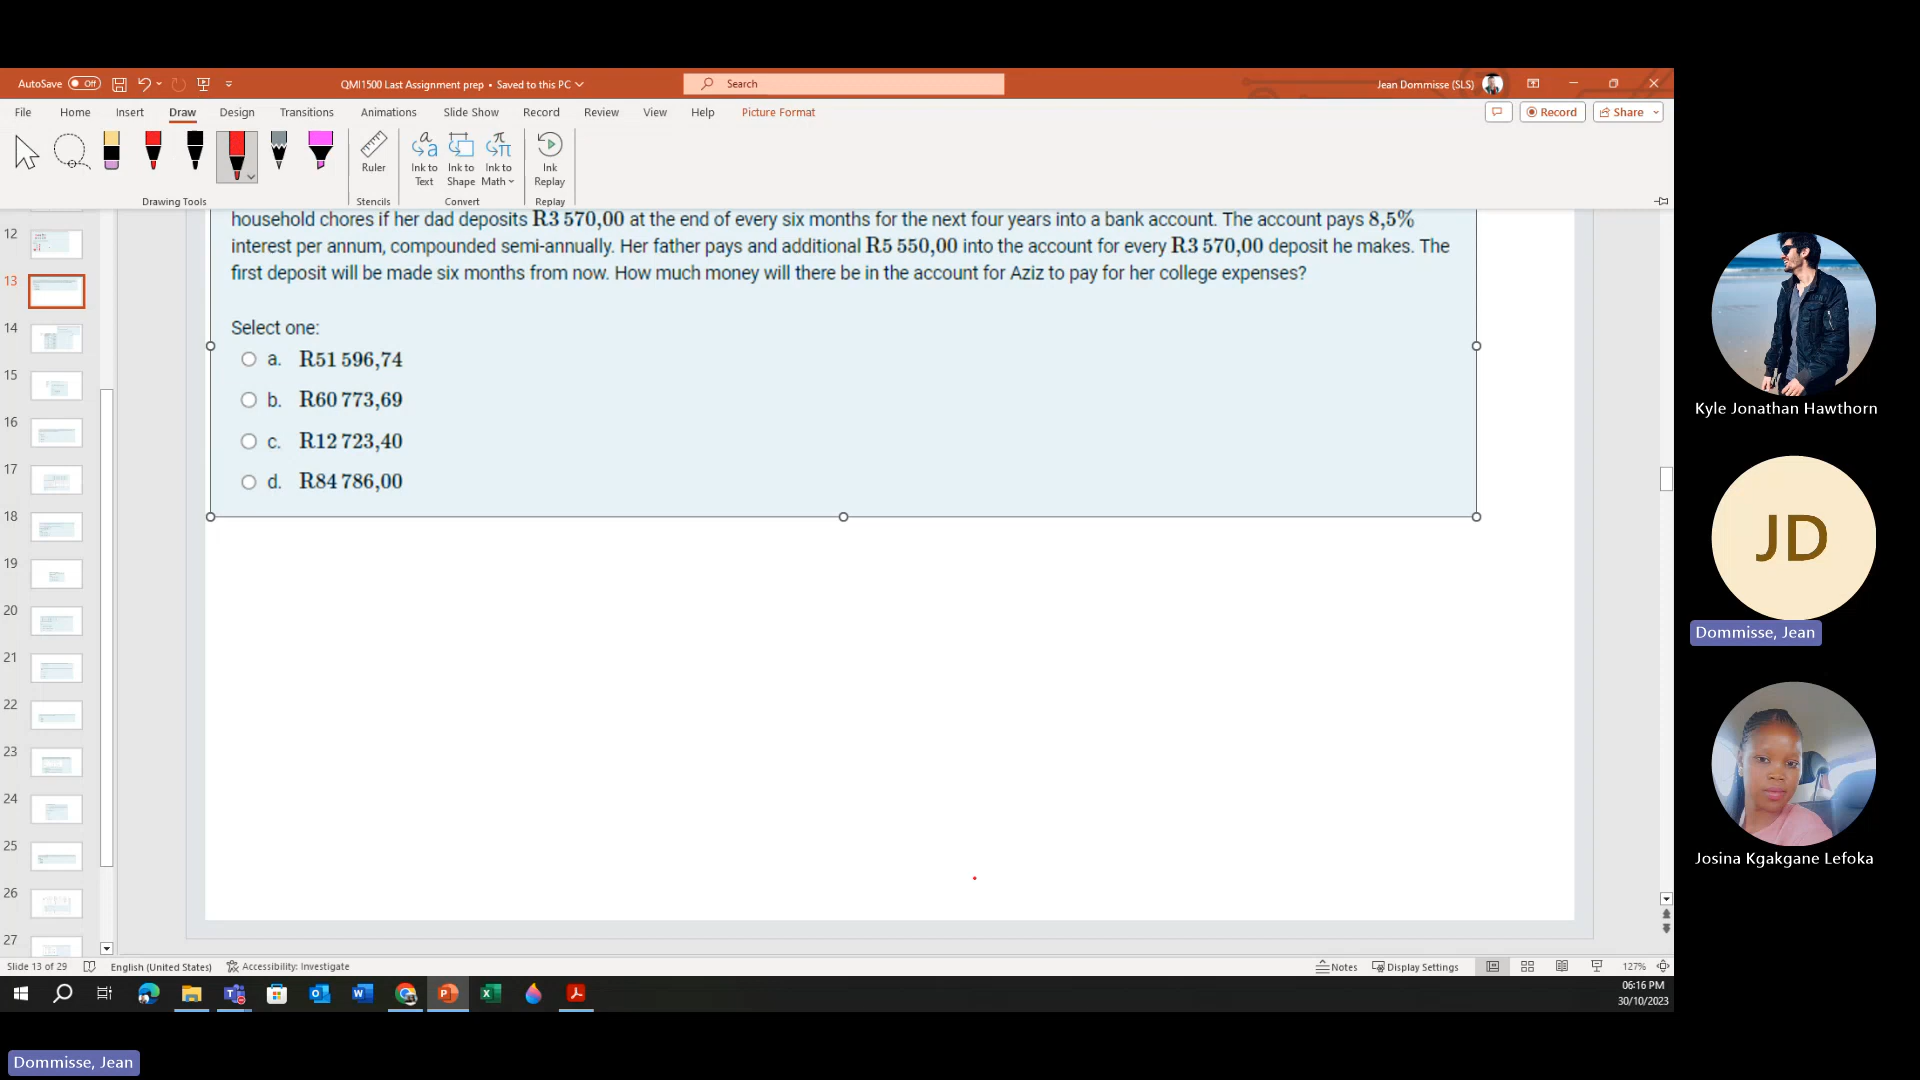 AutoSave Off QMI1500 Last Assignment prep • Saved to this PC Search Jean Dommisse (SLS)
File Home Insert Draw Design Transitions Animations Slide Show Record Review View Help Picture Format Record Share
Ruler
Ink to Text
Ink to Shape
Ink to Math
Ink Replay
Drawing Tools Stencils Convert Replay
household chores if her dad deposits R3 570,00 at the end of every six months for the next four years into a bank account. The account pays 8,5%
interest per annum, compounded semi-annually. Her father pays and additional R5 550,00 into the account for every R3 570,00 deposit he makes. The
first deposit will be made six months from now. How much money will there be in the account for Aziz to pay for her college expenses?
Select one:
a. R51 596,74
b. R60 773,69
c. R12 723,40
d. R84 786,00
12
13
14
15
16
17
18
19
20
21
22
23
24
25
26
27
Slide 13 of 29 English (United States) Accessibility: Investigate Notes Display Settings 127%
06:16 PM
30/10/2023
Kyle Jonathan Hawthorn
JD
Dommisse, Jean
Josina Kgakgane Lefoka
Dommisse, Jean